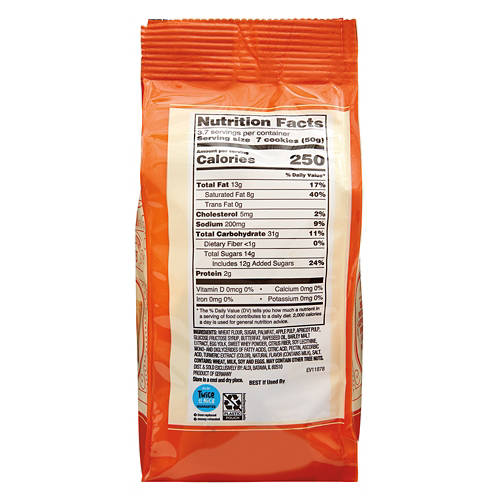 Nutrition Facts
3.7 servings per container
Serving size 7 cookies (50g)
Amount per serving
Calories 250
% Daily Value*
Total Fat 13g 17%
Saturated Fat 8g 40%
Trans Fat 0g
Cholesterol 5mg 2%
Sodium 200mg 9%
Total Carbohydrate 31g 11%
Dietary Fiber <1g 0%
Total Sugars 14g
Includes 12g Added Sugars 24%
Protein 2g
Vitamin D 0mcg 0% • Calcium 0mg 0%
Iron 0mg 0% • Potassium 0mg 0%
* The % Daily Value (DV) tells you how much a nutrient in
a serving of food contributes to a daily diet. 2,000 calories
a day is used for general nutrition advice.
INGREDIENTS: WHEAT FLOUR, SUGAR, PALM FAT, APPLE PULP, APRICOT PULP,
GLUCOSE FRUCTOSE SYRUP, BUTTERFAT, RAPESEED OIL, BARLEY MALT
EXTRACT, EGG YOLK, SWEET WHEY POWDER, CITRUS FIBER, SOY LECITHIN,
MONO- AND DIGLYCERIDES OF FATTY ACIDS, CITRIC ACID, PECTIN, ASCORBIC
ACID, TURMERIC EXTRACT (COLOR), NATURAL FLAVOR (CONTAINS MILK), SALT.
CONTAINS: WHEAT, MILK, SOY AND EGGS. MAY CONTAIN OTHER TREE NUTS.
DIST. & SOLD EXCLUSIVELY BY: ALDI, BATAVIA, IL 60510
PRODUCT OF GERMANY
EV11878
Store in a cool and dry place.
BEST If Used By
Twice
as Nice
GUARANTEE
item replaced
money refunded
PLASTIC
POUCH